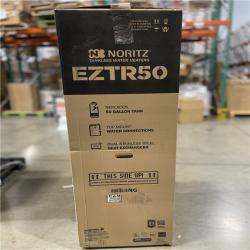 NORITZ
TANKLESS WATER HEATERS
EZTR50
REPLACES
50 GALLON TANK
TOP MOUNT
WATER CONNECTIONS
DUAL STAINLESS STEEL
HEAT EXCHANGERS
THIS SIDE UP!